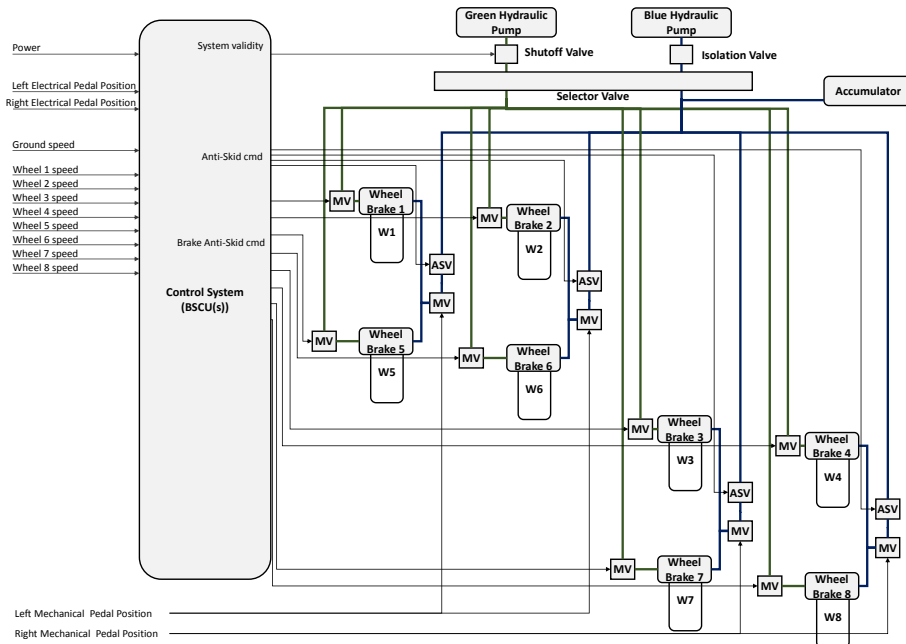 Green Hydraulic
Pump
Blue Hydraulic
Pump
Power
System validity
Shutoff Valve
Isolation Valve
Left Electrical Pedal Position
Right Electrical Pedal Position
Selector Valve
Accumulator
Ground speed
Anti-Skid cmd
Wheel 1 speed
Wheel 2 speed
Wheel 3 speed
Wheel 4 speed
Wheel 5 speed
Wheel 6 speed
Wheel 7 speed
Wheel 8 speed
Brake Anti-Skid cmd
Control System
(BSCU(s))
MV
Wheel
Brake 1
W1
MV
Wheel
Brake 2
W2
ASV
MV
ASV
MV
MV
Wheel
Brake 5
W5
MV
Wheel
Brake 6
W6
MV
Wheel
Brake 3
W3
MV
Wheel
Brake 4
W4
ASV
MV
ASV
MV
MV
Wheel
Brake 7
W7
MV
Wheel
Brake 8
W8
Left Mechanical Pedal Position
Right Mechanical Pedal Position